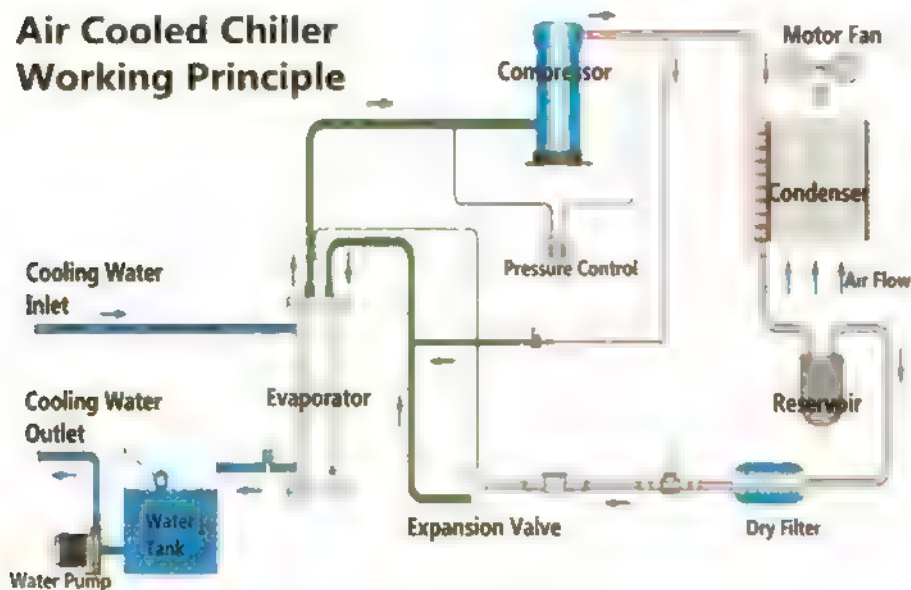 Air Cooled Chiller
Working Principle
Compressor
Motor Fan
Condenser
Pressure Control
Air Flow
Cooling Water
Inlet
Evaporator
Reservoir
Cooling Water
Outlet
Water
Tank
Expansion Valve
Dry Filter
Water Pump